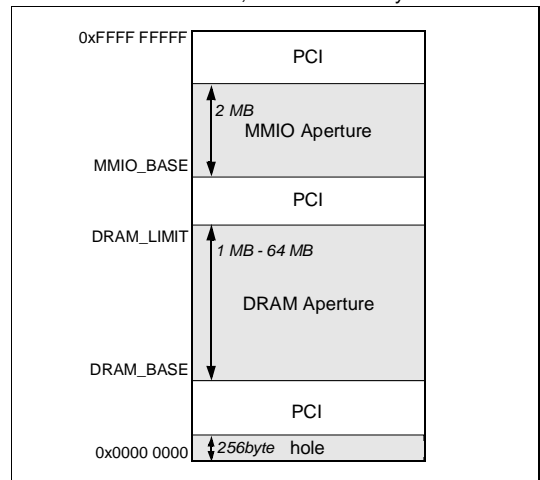 0xFFFF FFFFF
PCI
2 MB
MMIO Aperture
MMIO_BASE
PCI
DRAM_LIMIT
1 MB - 64 MB
DRAM Aperture
DRAM_BASE
PCI
0x0000 0000
256byte hole